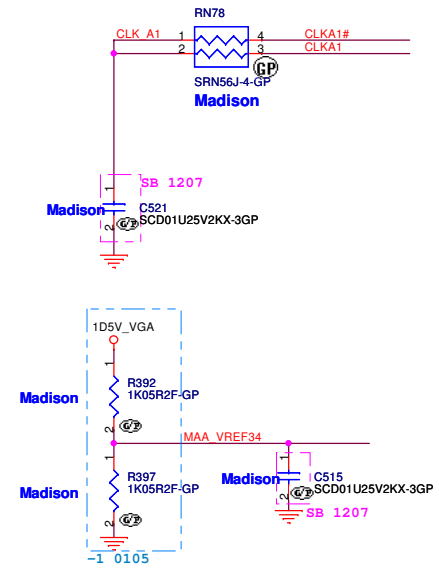 RN78
CLK_A1 1 4 CLKA1#
2 3 CLKA1
GP
SRN56J-4-GP
Madison
1 SB 1207
Madison C521
2 G/P SCD01U25V2KX-3GP
1D5V_VGA
1
R392
Madison 1K05R2F-GP
2 G/P
MAA_VREF34
1 1
R397 Madison C515
Madison 1K05R2F-GP
2 G/P SCD01U25V2KX-3GP
2 G/P SB 1207
-1 0105